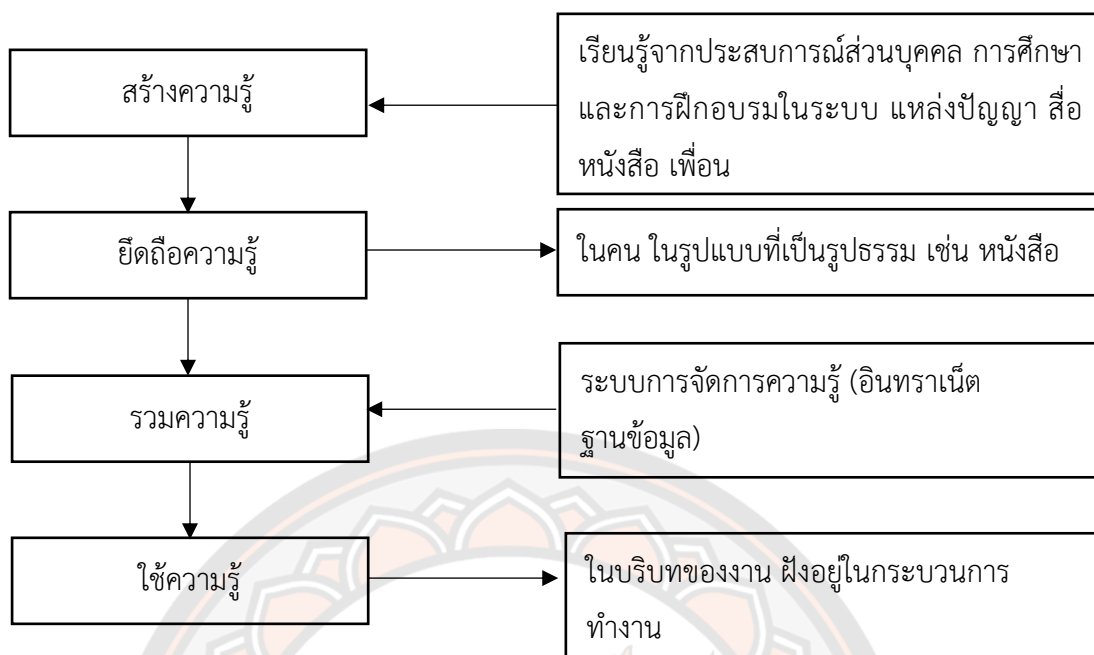 สร้างความรู้
เรียนรู้จากประสบการณ์ส่วนบุคคล การศึกษา
และการฝึกอบรมในระบบ แหล่งปัญญา สื่อ
หนังสือ เพื่อน
ยึดถือความรู้
ในคน ในรูปแบบที่เป็นรูปธรรม เช่น หนังสือ
รวมความรู้
ระบบการจัดการความรู้ (อินทราเน็ต
ฐานข้อมูล)
ใช้ความรู้
ในบริบทของงาน ฝังอยู่ในกระบวนการ
ทำงาน